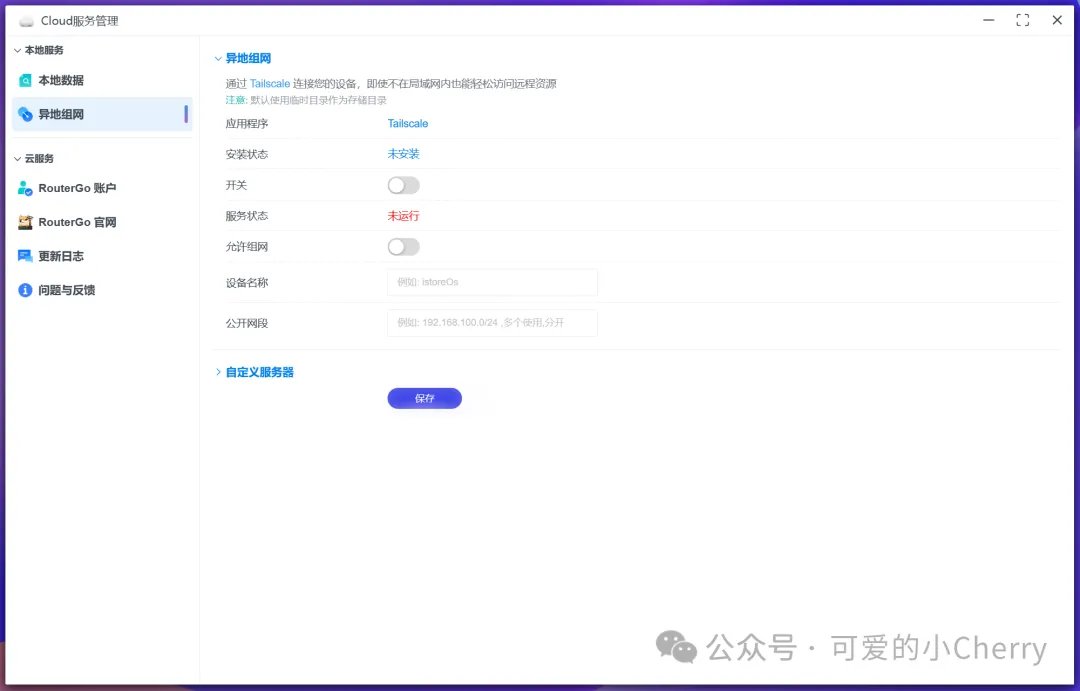 Cloud服务管理
本地服务
本地数据
异地组网
云服务
RouterGo 账户
RouterGo 官网
更新日志
问题与反馈
异地组网
通过 Tailscale 连接您的设备，即使不在局域网内也能轻松访问远程资源
注意: 默认使用临时目录作为存储目录
应用程序 Tailscale
安装状态 未安装
开关
服务状态 未运行
允许组网
设备名称 例如: istoreOs
公开网段 例如: 192.168.100.0/24 ,多个使用,分开
自定义服务器
保存
公众号 · 可爱的小Cherry